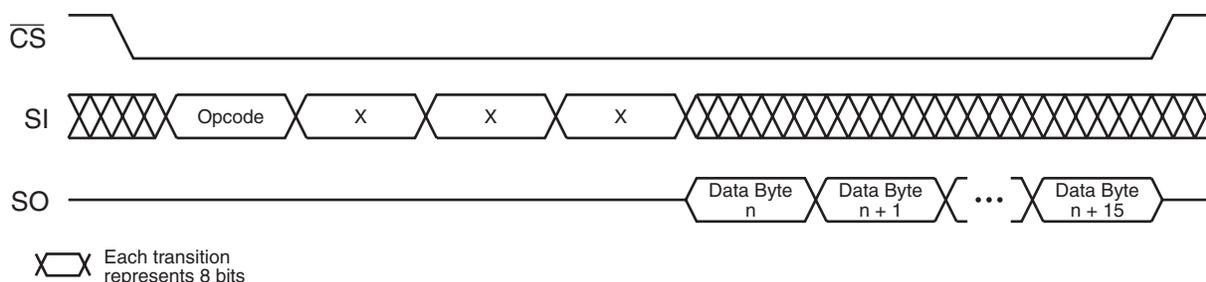 CS
SI
Opcode
X
X
X
SO
Data Byte
n
Data Byte
n + 1
•••
Data Byte
n + 15
Each transition
represents 8 bits